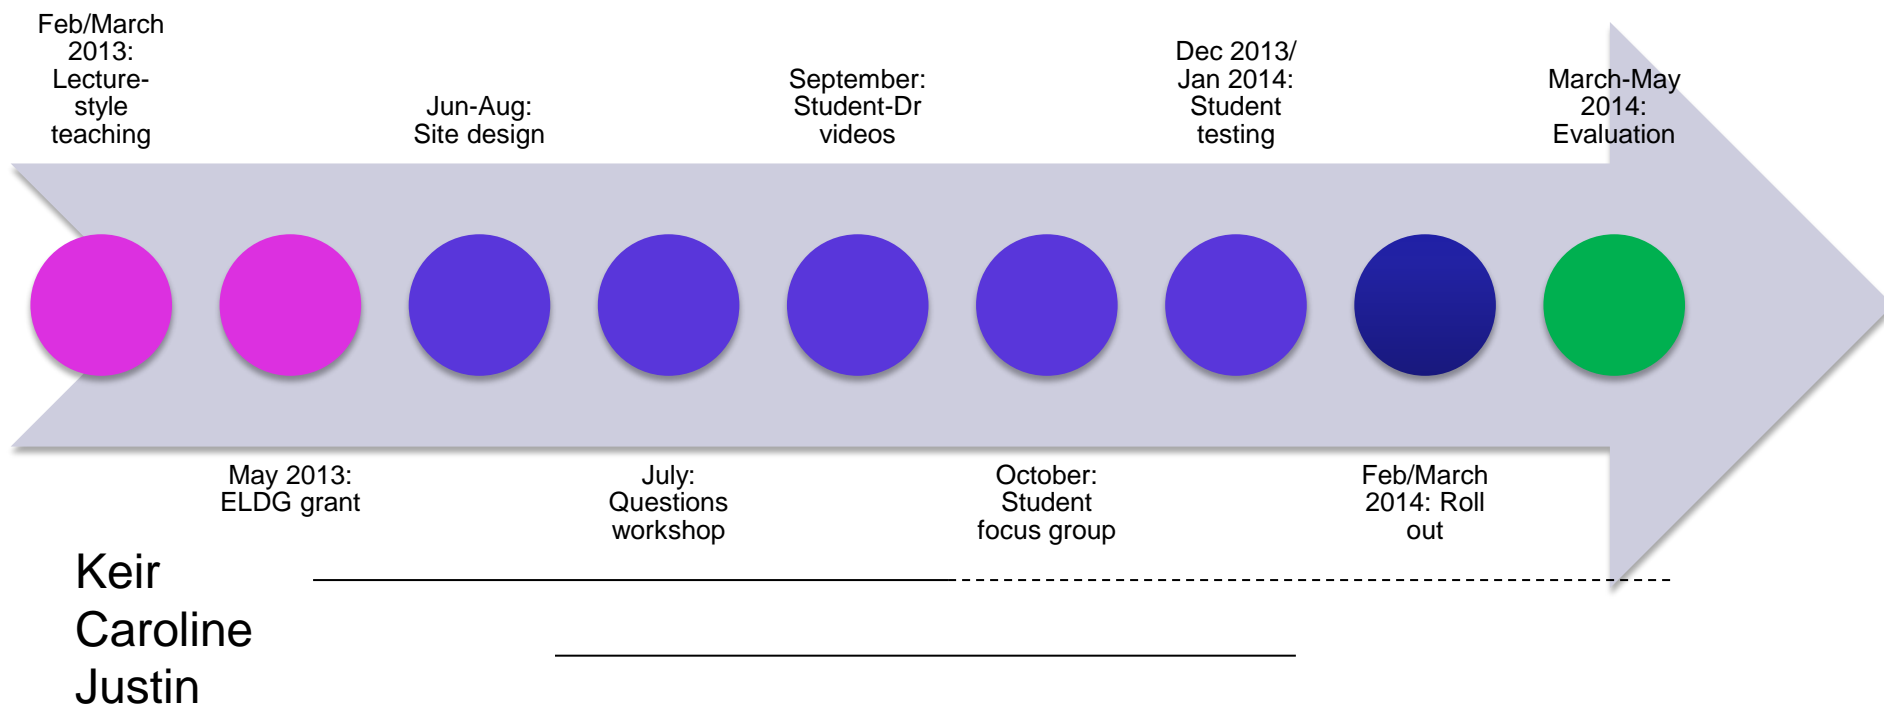 Feb/March
2013:
Lecture-
style
teaching
Jun-Aug:
Site design
September:
Student-Dr
videos
Dec 2013/
Jan 2014:
Student
testing
March-May
2014:
Evaluation
May 2013:
ELDG grant
July:
Questions
workshop
October:
Student
focus group
Feb/March
2014: Roll
out
Keir
Caroline
Justin